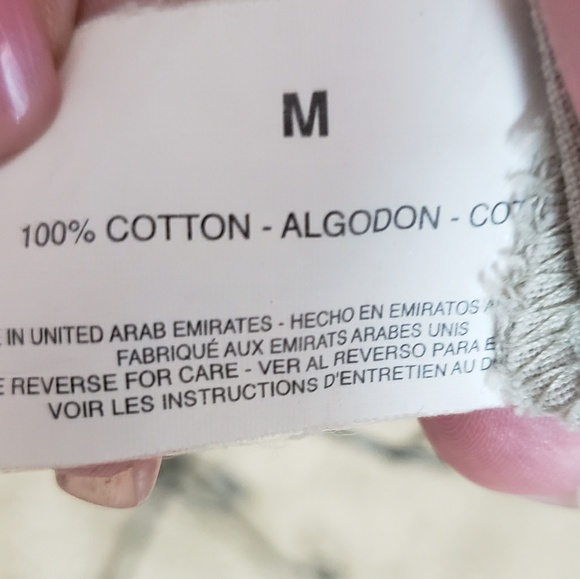 M
100% COTTON - ALGODON -
IN UNITED ARAB EMIRATES - HECHO EN EMIRATOS
FABRIQUÉ AUX EMIRATS ARABES UNIS
REVERSE FOR CARE - VER AL REVERSO PARA
VOIR LES INSTRUCTIONS D'ENTRETIEN AU